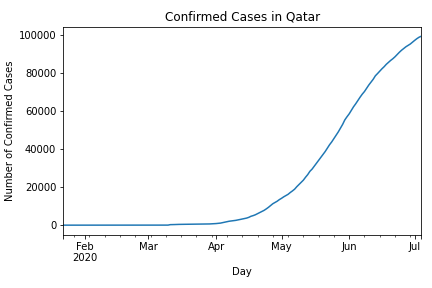 Confirmed Cases in Qatar
100000
80000
60000
40000
20000
0
Number of Confirmed Cases
Feb Mar Apr May Jun Jul
2020
Day